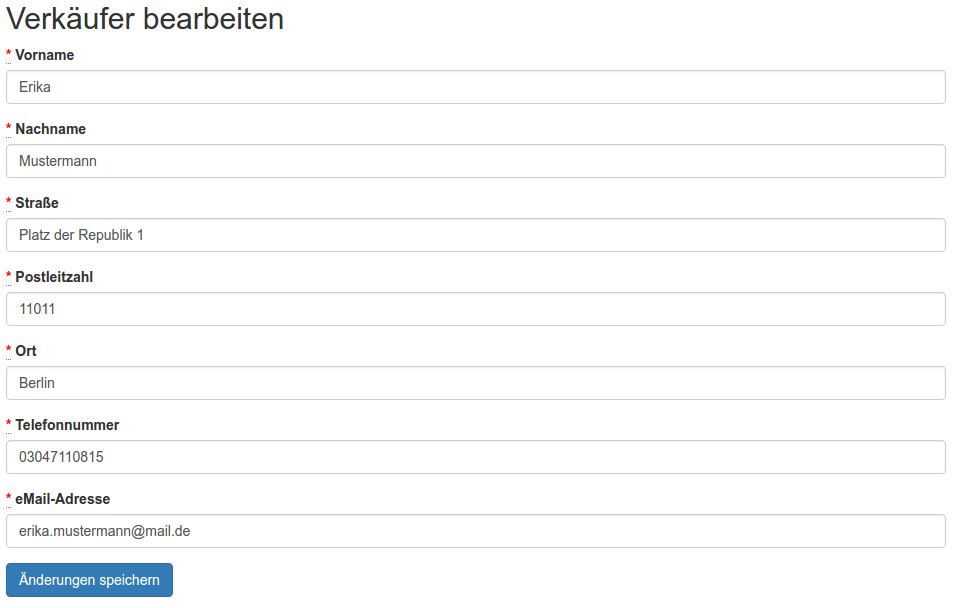 Verkäufer bearbeiten
* Vorname
Erika
* Nachname
Mustermann
* Straße
Platz der Republik 1
* Postleitzahl
11011
* Ort
Berlin
* Telefonnummer
03047110815
* eMail-Adresse
erika.mustermann@mail.de
Änderungen speichern